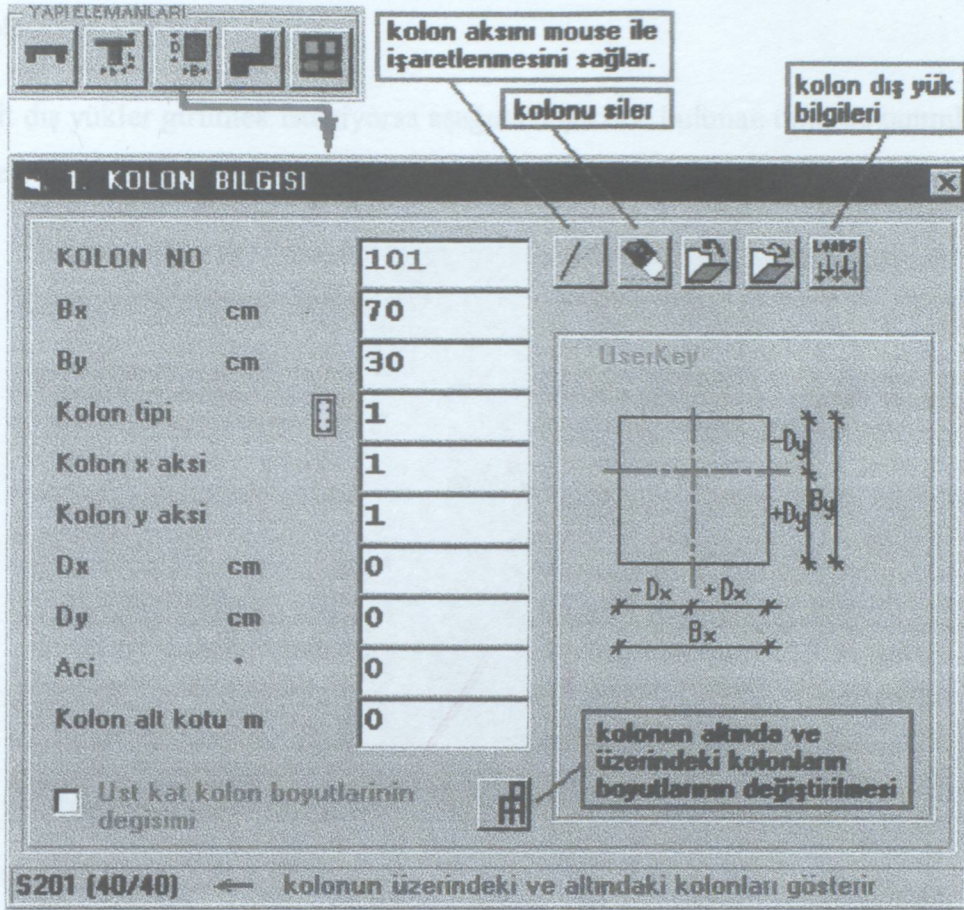 YAPI ELEMANLARI
kolon aksını mouse ile
işaretlenmesini sağlar.
kolonu siler
kolon dış yük
bilgileri
1. KOLON BILGISI
KOLON NO 101
Bx cm 70
By cm 30
Kolon tipi 1
Kolon x aksi 1
Kolon y aksi 1
Dx cm 0
Dy cm 0
Aci ° 0
Kolon alt kotu m 0
LOADS
UserKey
-Dy
+Dy
By
-Dx +Dx
Bx
kolonun altında ve
üzerindeki kolonların
boyutlarının değiştirilmesi
Ust kat kolon boyutlarinin
degisimi
S201 (40/40) ← kolonun üzerindeki ve altındaki kolonları gösterir